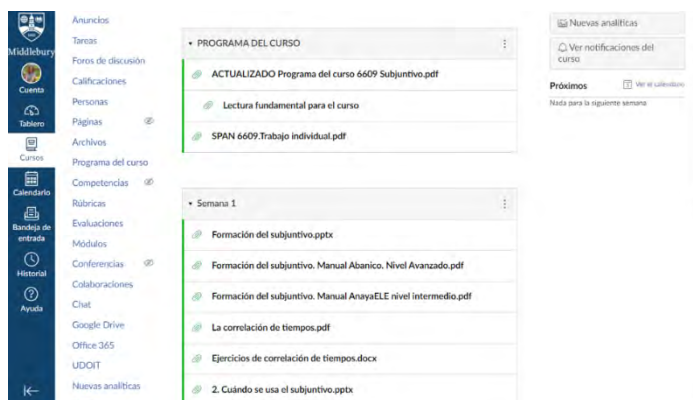 Middlebury
Cuenta
Tablero
Cursos
Calendario
Bandeja de
entrada
Historial
Ayuda
Anuncios
Tareas
Foros de discusión
Calificaciones
Personas
Páginas
Archivos
Programa del curso
Competencias
Rúbricas
Evaluaciones
Módulos
Conferencias
Colaboraciones
Chat
Google Drive
Office 365
UDOIT
Nuevas analíticas
PROGRAMA DEL CURSO
ACTUALIZADO Programa del curso 6609 Subjuntivo.pdf
Lectura fundamental para el curso
SPAN 6609.Trabajo individual.pdf
Semana 1
Formación del subjuntivo.pptx
Formación del subjuntivo. Manual Abanico. Nivel Avanzado.pdf
Formación del subjuntivo. Manual AnayaELE nivel intermedio.pdf
La correlación de tiempos.pdf
Ejercicios de correlación de tiempos.docx
2. Cuándo se usa el subjuntivo.pptx
Nuevas analíticas
Ver notificaciones del
curso
Próximos
Ver el calendario
Nada para la siguiente semana